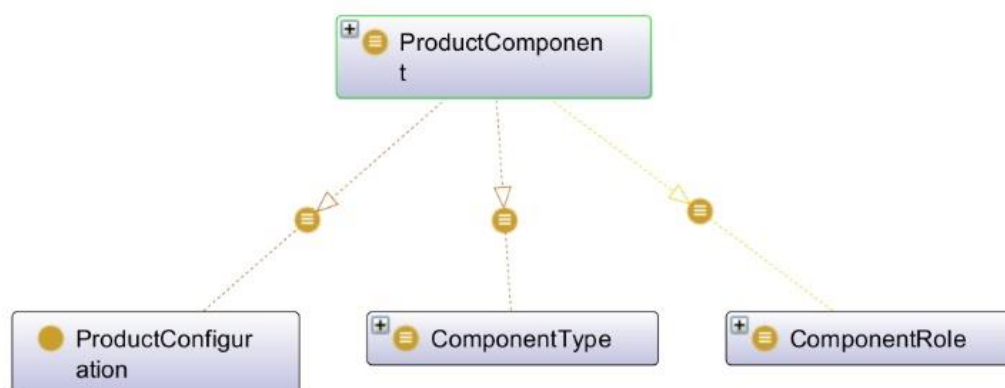 ProductComponen
t
ProductConfigur
ation
ComponentType
ComponentRole